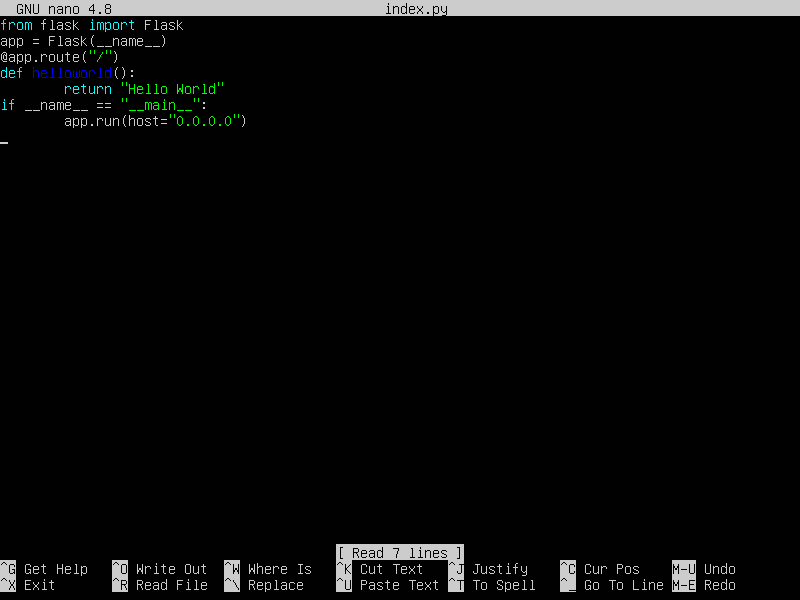 GNU nano 4.8 index.py
from flask import Flask
app = Flask(__name__)
@app.route("/")
def helloworld():
        return "Hello World"
if __name__ == "__main__":
        app.run(host="0.0.0.0")
[ Read 7 lines ]
^G Get Help ^O Write Out ^W Where Is ^K Cut Text ^J Justify ^C Cur Pos M-U Undo
^X Exit ^R Read File ^\ Replace ^U Paste Text ^T To Spell ^_ Go To Line M-E Redo